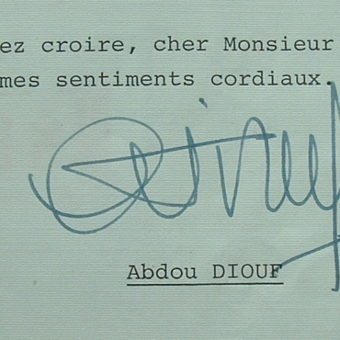 ez croire, cher Monsieur
mes sentiments cordiaux.
Abdou DIOUF